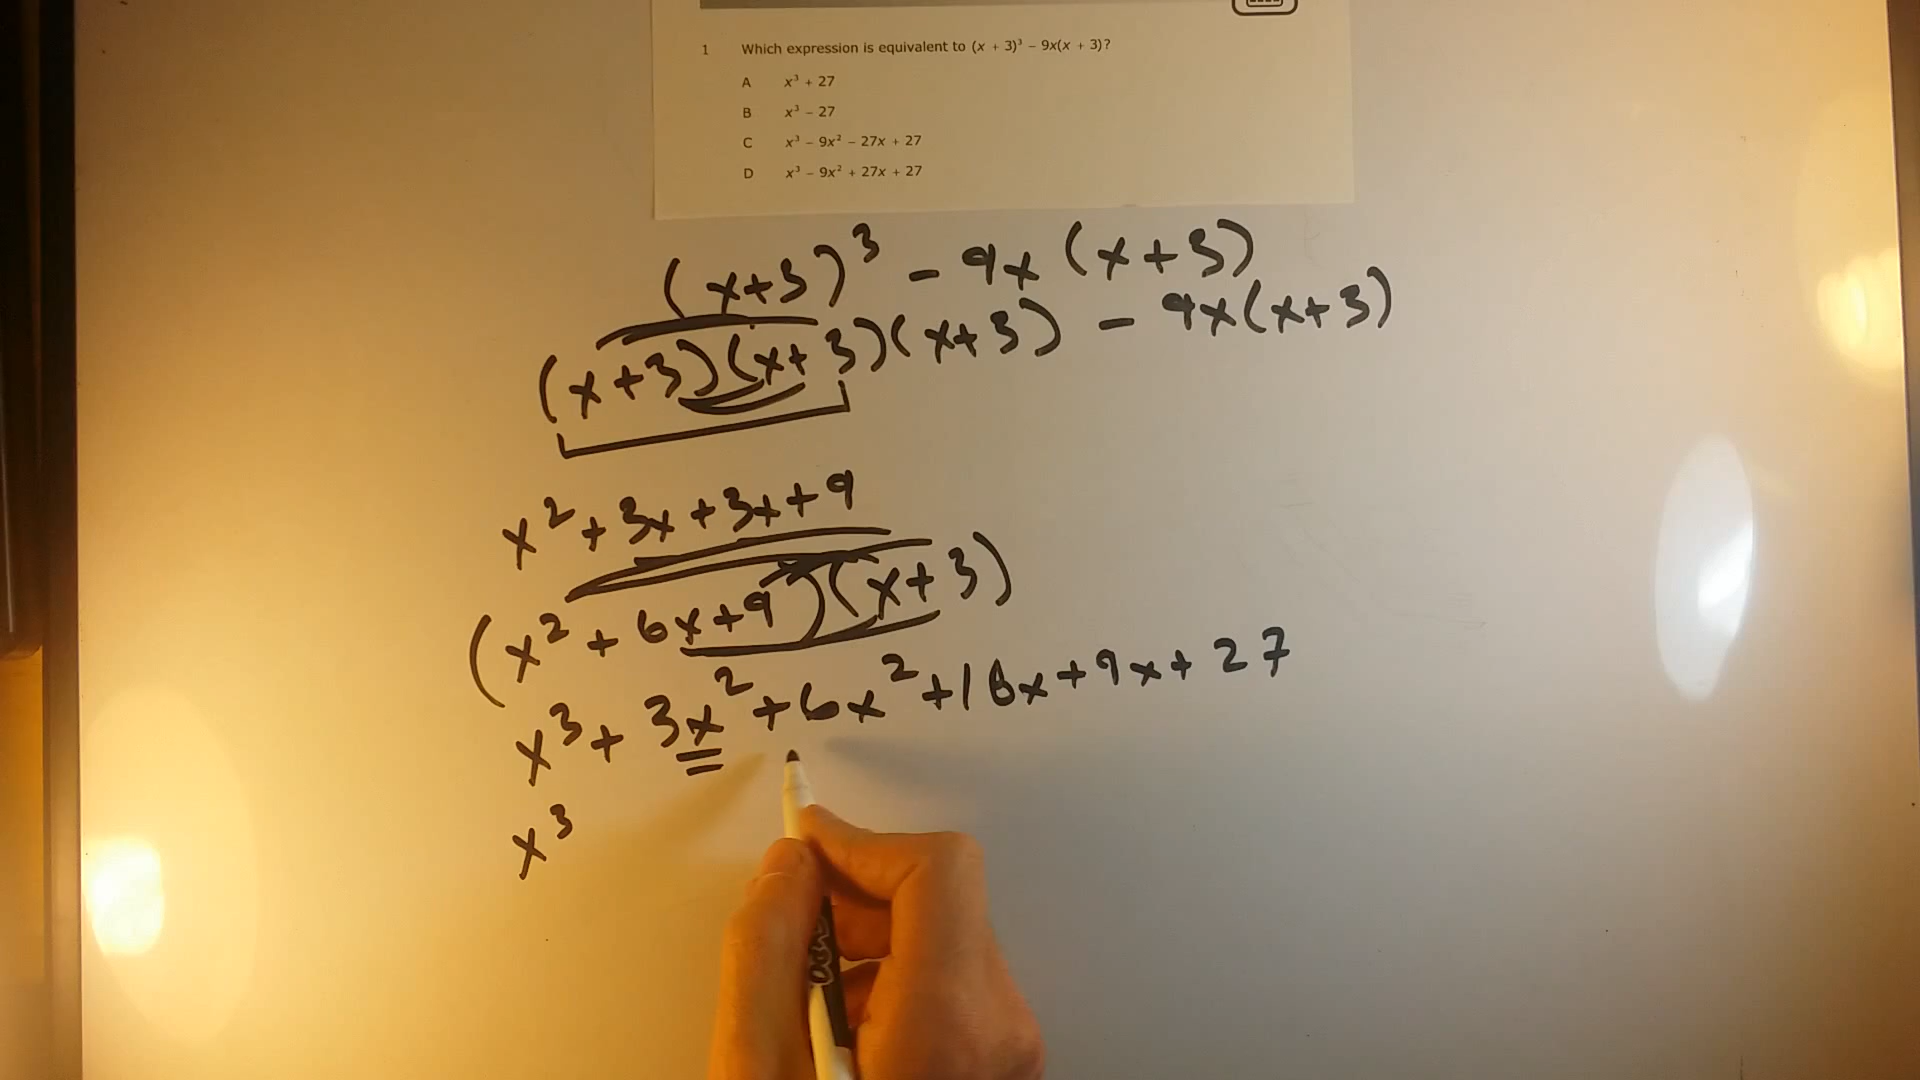 1 Which expression is equivalent to (x + 3)³ – 9x(x + 3)?
A x³ + 27
B x³ – 27
C x³ – 9x² – 27x + 27
D x³ – 9x² + 27x + 27
(x+3)³ - 9x(x+3)
(x+3)(x+3)(x+3) - 9x(x+3)
x² + 3x + 3x + 9
(x² + 6x + 9)(x+3)
x³ + 3x² + 6x² + 18x + 9x + 27
x³